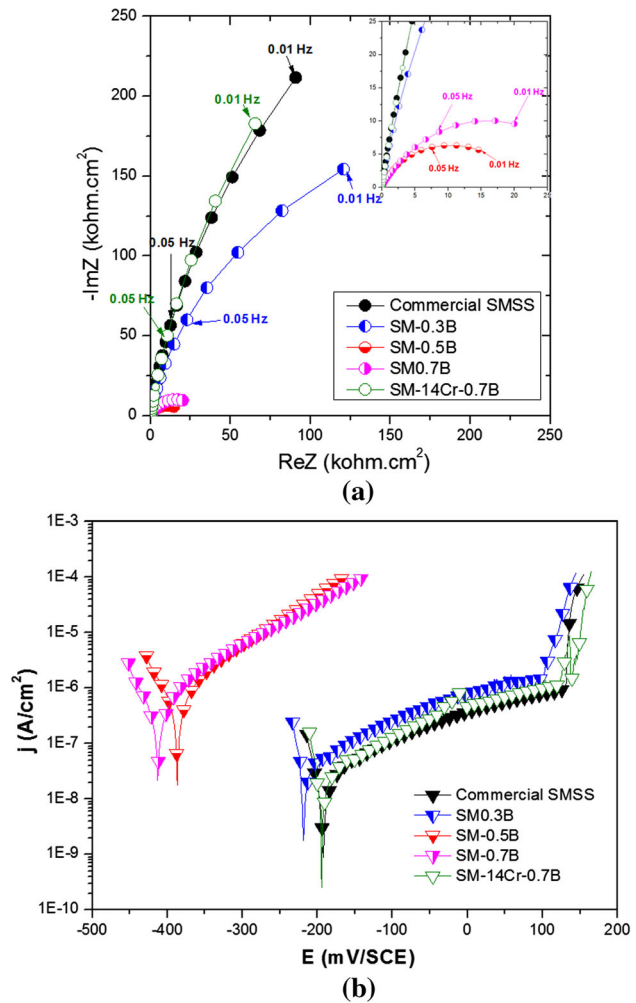 250
200
150
100
50
0
0
50
100
150
200
250
-ImZ (kohm.cm²)
ReZ (kohm.cm²)
0.01 Hz
0.01 Hz
0.01 Hz
0.05 Hz
0.05 Hz
0.05 Hz
25
20
15
10
5
0
0
5
10
15
20
25
0.05 Hz
0.01 Hz
0.05 Hz
0.01 Hz
Commercial SMSS
SM-0.3B
SM-0.5B
SM0.7B
SM-14Cr-0.7B
(a)
1E-3
1E-4
1E-5
1E-6
1E-7
1E-8
1E-9
1E-10
j (A/cm²)
Commercial SMSS
SM0.3B
SM-0.5B
SM-0.7B
SM-14Cr-0.7B
-500
-400
-300
-200
-100
0
100
200
E (mV/SCE)
(b)